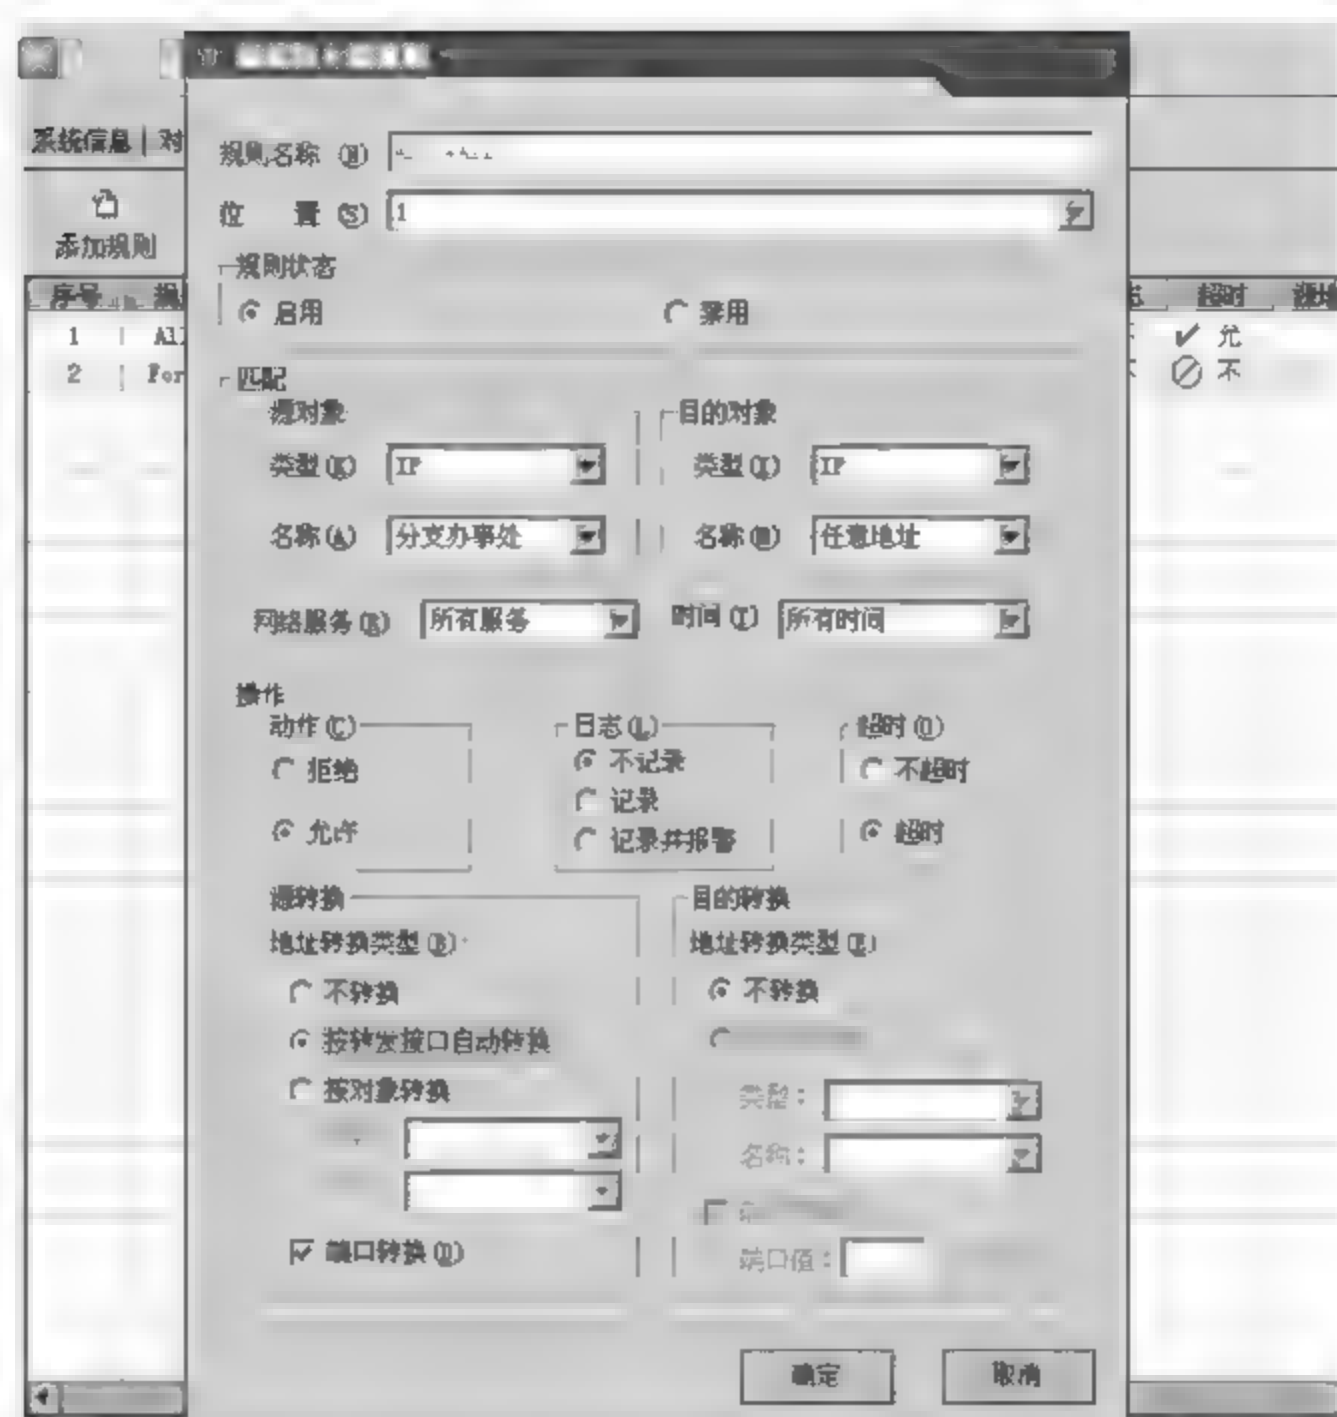 系统信息 | 对
添加规则
序号 规
1 All
2 For
规则名称 (N)
位 置 (S) 1
规则状态
启用 禁用
超时 源地
✔ 允
不
匹配
源对象 目的对象
类型(K) IP 类型(X) IP
名称(A) 分支办事处 名称(M) 任意地址
网络服务(R) 所有服务 时间(T) 所有时间
操作
动作(C) 日志(L) 超时(O)
拒绝 不记录 不超时
记录
允许 记录并报警 超时
源转换 目的转换
地址转换类型(B): 地址转换类型(E)
不转换 不转换
按转发接口自动转换
按对象转换
类型:
名称:
端口转换(D)
端口值:
确定 取消